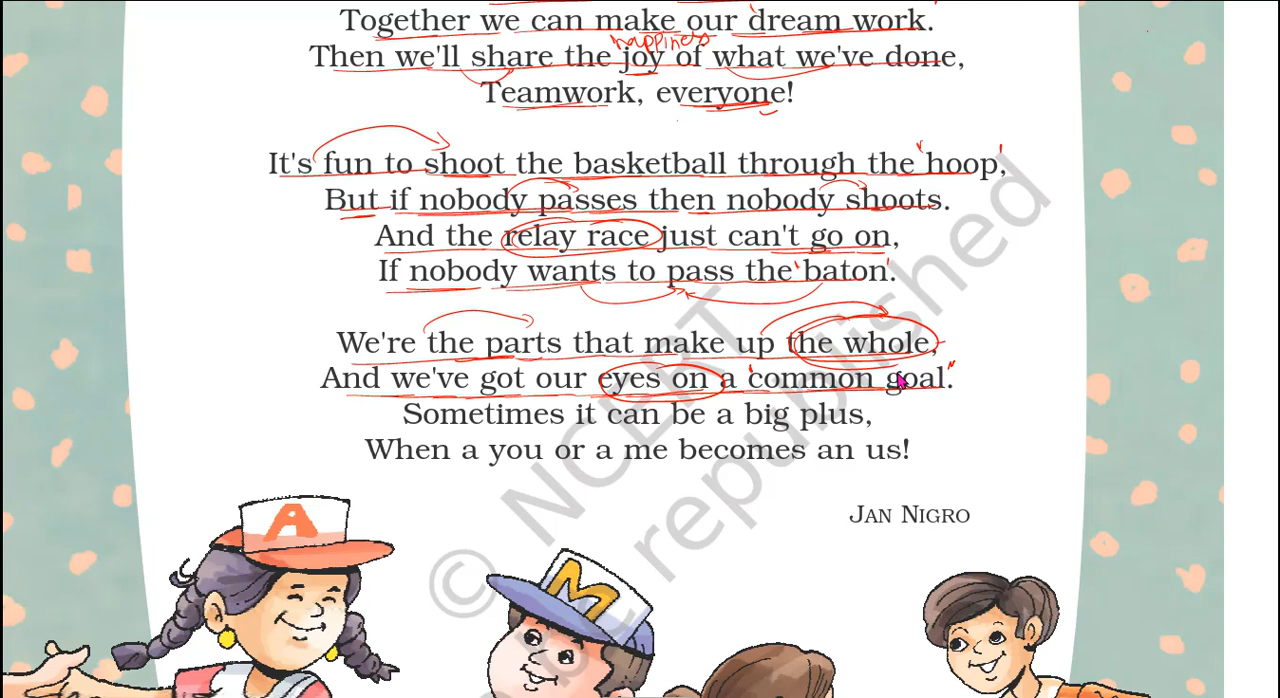 Together we can make our dream work.
happiness
Then we'll share the joy of what we've done,
Teamwork, everyone!
It's fun to shoot the basketball through the hoop,
But if nobody passes then nobody shoots.
And the relay race just can't go on,
If nobody wants to pass the baton.
We're the parts that make up the whole,
And we've got our eyes on a common goal.
Sometimes it can be a big plus,
When a you or a me becomes an us!
JAN NIGRO
A
M
© NCERT
republished